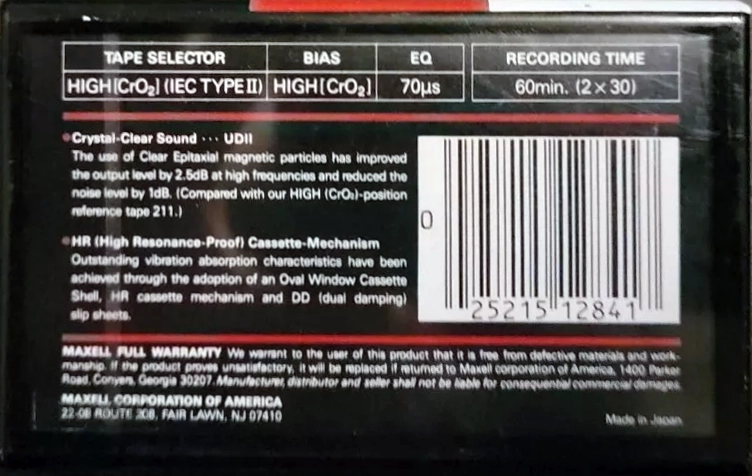 TAPE SELECTOR BIAS EQ RECORDING TIME
HIGH[CrO₂] (IEC TYPE II) HIGH[CrO₂] 70μs 60min. (2 × 30)
Crystal-Clear Sound ··· UDII
The use of Clear Epitaxial magnetic particles has improved
the output level by 2.5dB at high frequencies and reduced the
noise level by 1dB. (Compared with our HIGH (CrO₂)-position
reference tape 211.)
HR (High Resonance-Proof) Cassette-Mechanism
Outstanding vibration absorption characteristics have been
achieved through the adoption of an Oval Window Cassette
Shell, HR cassette mechanism and DD (dual damping)
slip sheets.
0
25215 12841
MAXELL FULL WARRANTY We warrant to the user of this product that it is free from defective materials and work-
manship. If the product proves unsatisfactory, it will be replaced if returned to Maxell corporation of America, 1400 Parker
Road, Conyers, Georgia 30207. Manufacturer, distributor and seller shall not be liable for consequential commercial damages.
MAXELL CORPORATION OF AMERICA
22-08 ROUTE 208, FAIR LAWN, NJ 07410
Made in Japan